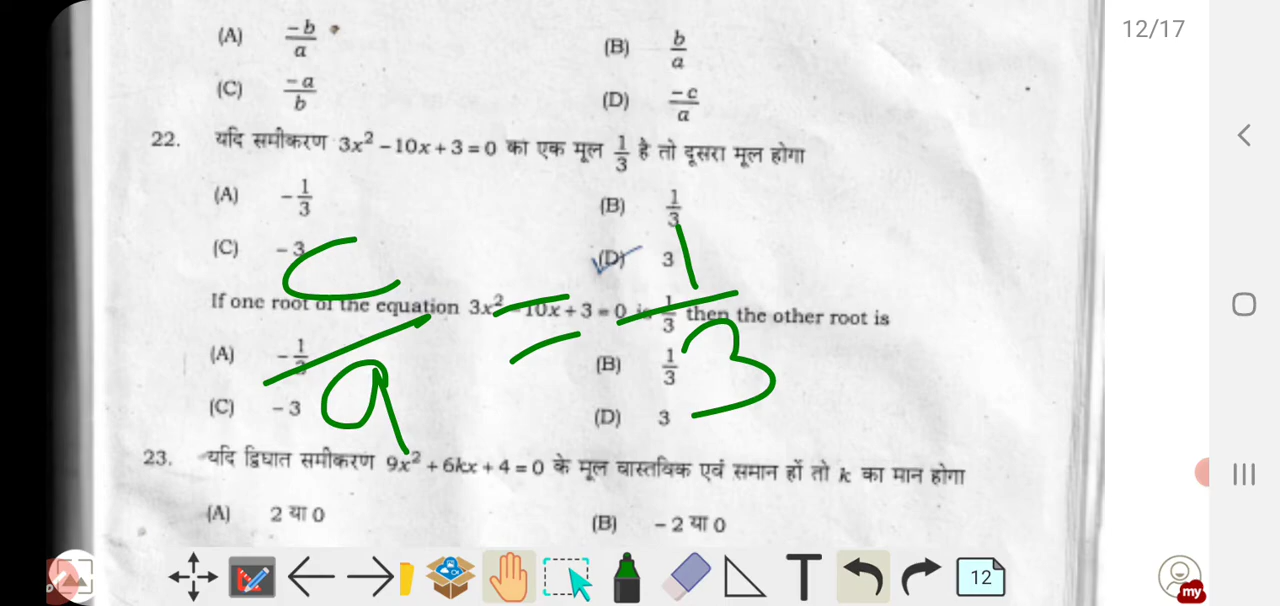 12/17
(A) -b/a (B) b/a
(C) -a/b (D) -c/a
22. यदि समीकरण 3x² - 10x + 3 = 0 का एक मूल 1/3 है तो दूसरा मूल होगा
(A) -1/3 (B) 1/3
(C) -3 (D) 3
If one root of the equation 3x² - 10x + 3 = 0 is 1/3 then the other root is
(A) -1/3 (B) 1/3
(C) -3 (D) 3
c/a = 1/3
23. यदि द्विघात समीकरण 9x² + 6kx + 4 = 0 के मूल वास्तविक एवं समान हों तो k का मान होगा
(A) 2 या 0 (B) -2 या 0
T
12
my